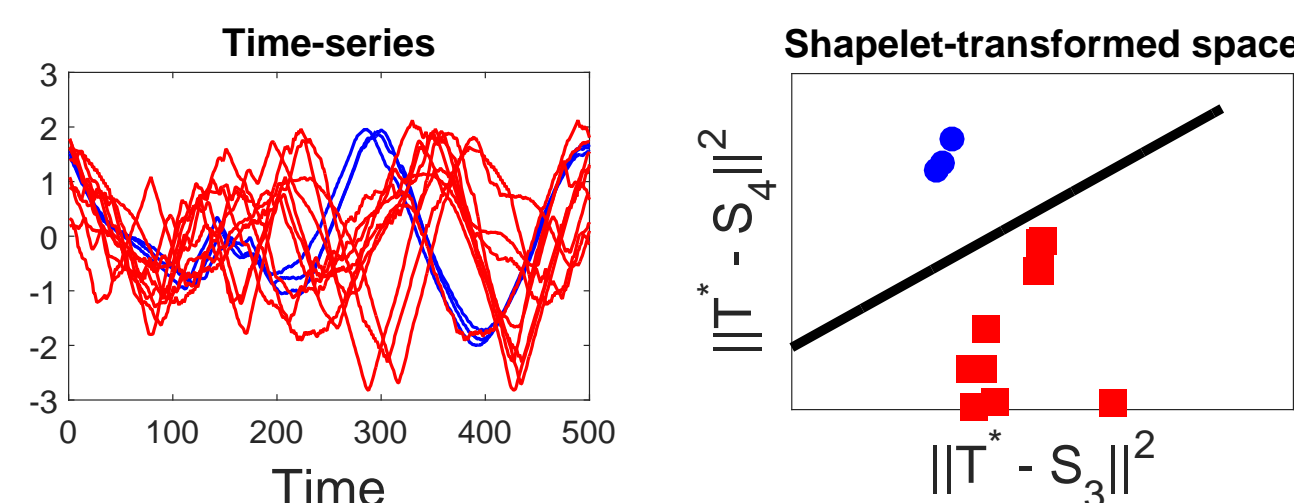 Time-series
3
2
1
0
-1
-2
-3
0 100 200 300 400 500
Time
Shapelet-transformed space
||T* - S₄||²
||T* - S₃||²